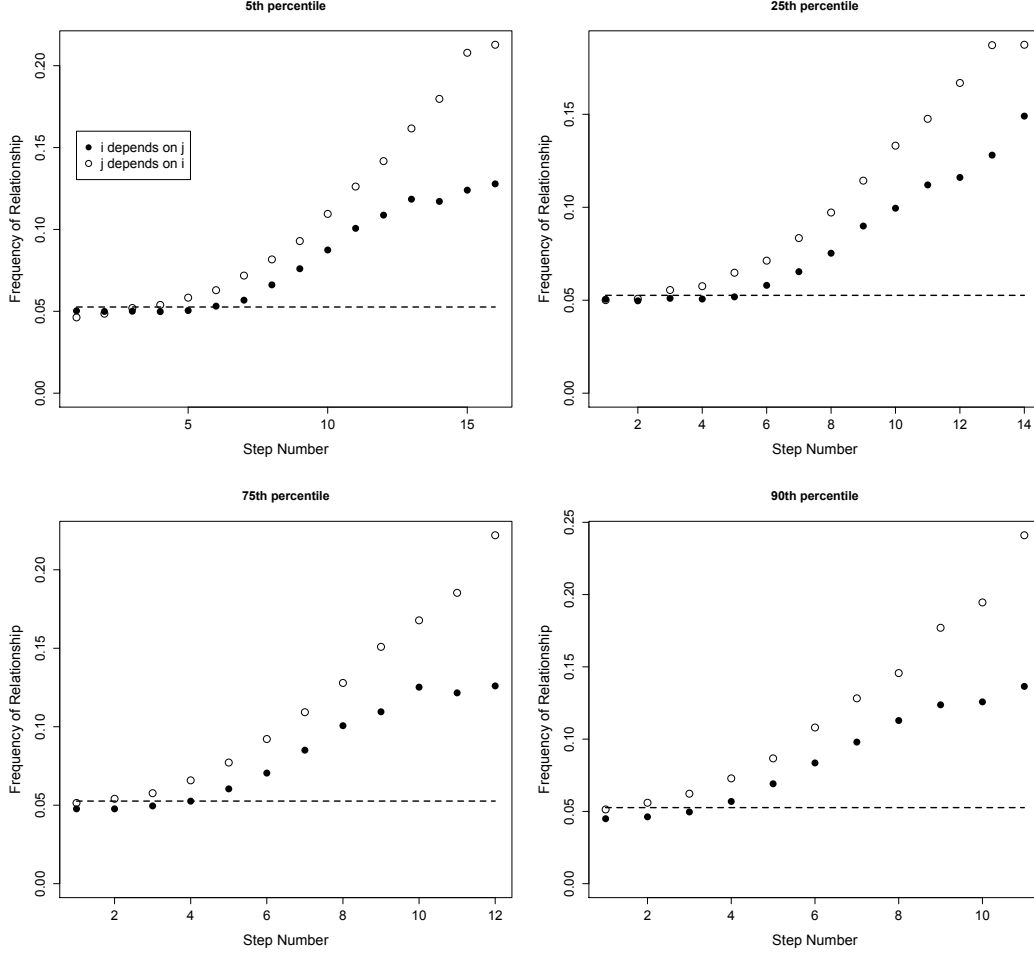 5th percentile
25th percentile
Frequency of Relationship
0.00 0.05 0.10 0.15 0.20
i depends on j
j depends on i
5 10 15
Step Number
Frequency of Relationship
0.00 0.05 0.10 0.15
2 4 6 8 10 12 14
Step Number
75th percentile
90th percentile
Frequency of Relationship
0.00 0.05 0.10 0.15 0.20
2 4 6 8 10 12
Step Number
Frequency of Relationship
0.00 0.05 0.10 0.15 0.20 0.25
2 4 6 8 10
Step Number